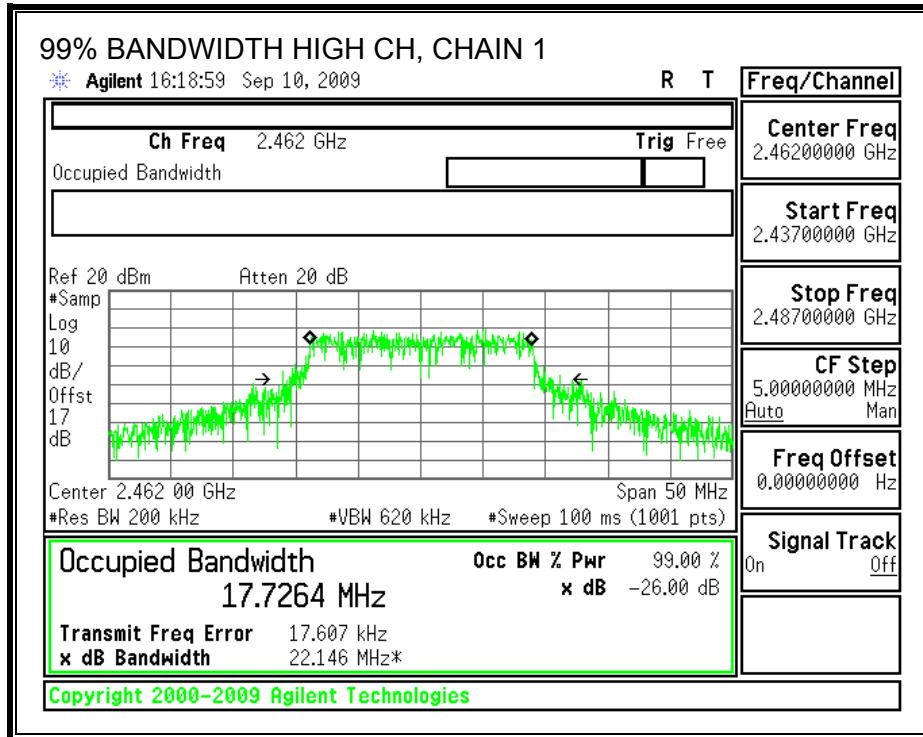 99% BANDWIDTH HIGH CH, CHAIN 1
Agilent 16:18:59 Sep 10, 2009 R T
Freq/Channel
Ch Freq 2.462 GHz Trig Free
Occupied Bandwidth
Center Freq
2.46200000 GHz
Start Freq
2.43700000 GHz
Stop Freq
2.48700000 GHz
CF Step
5.00000000 MHz
Auto Man
Freq Offset
0.00000000 Hz
Signal Track
On Off
Ref 20 dBm Atten 20 dB
#Samp
Log
10
dB/
Offst
17
dB
Center 2.462 00 GHz Span 50 MHz
#Res BW 200 kHz #VBW 620 kHz #Sweep 100 ms (1001 pts)
Occupied Bandwidth Occ BW % Pwr 99.00 %
17.7264 MHz x dB -26.00 dB
Transmit Freq Error 17.607 kHz
x dB Bandwidth 22.146 MHz*
Copyright 2000-2009 Agilent Technologies